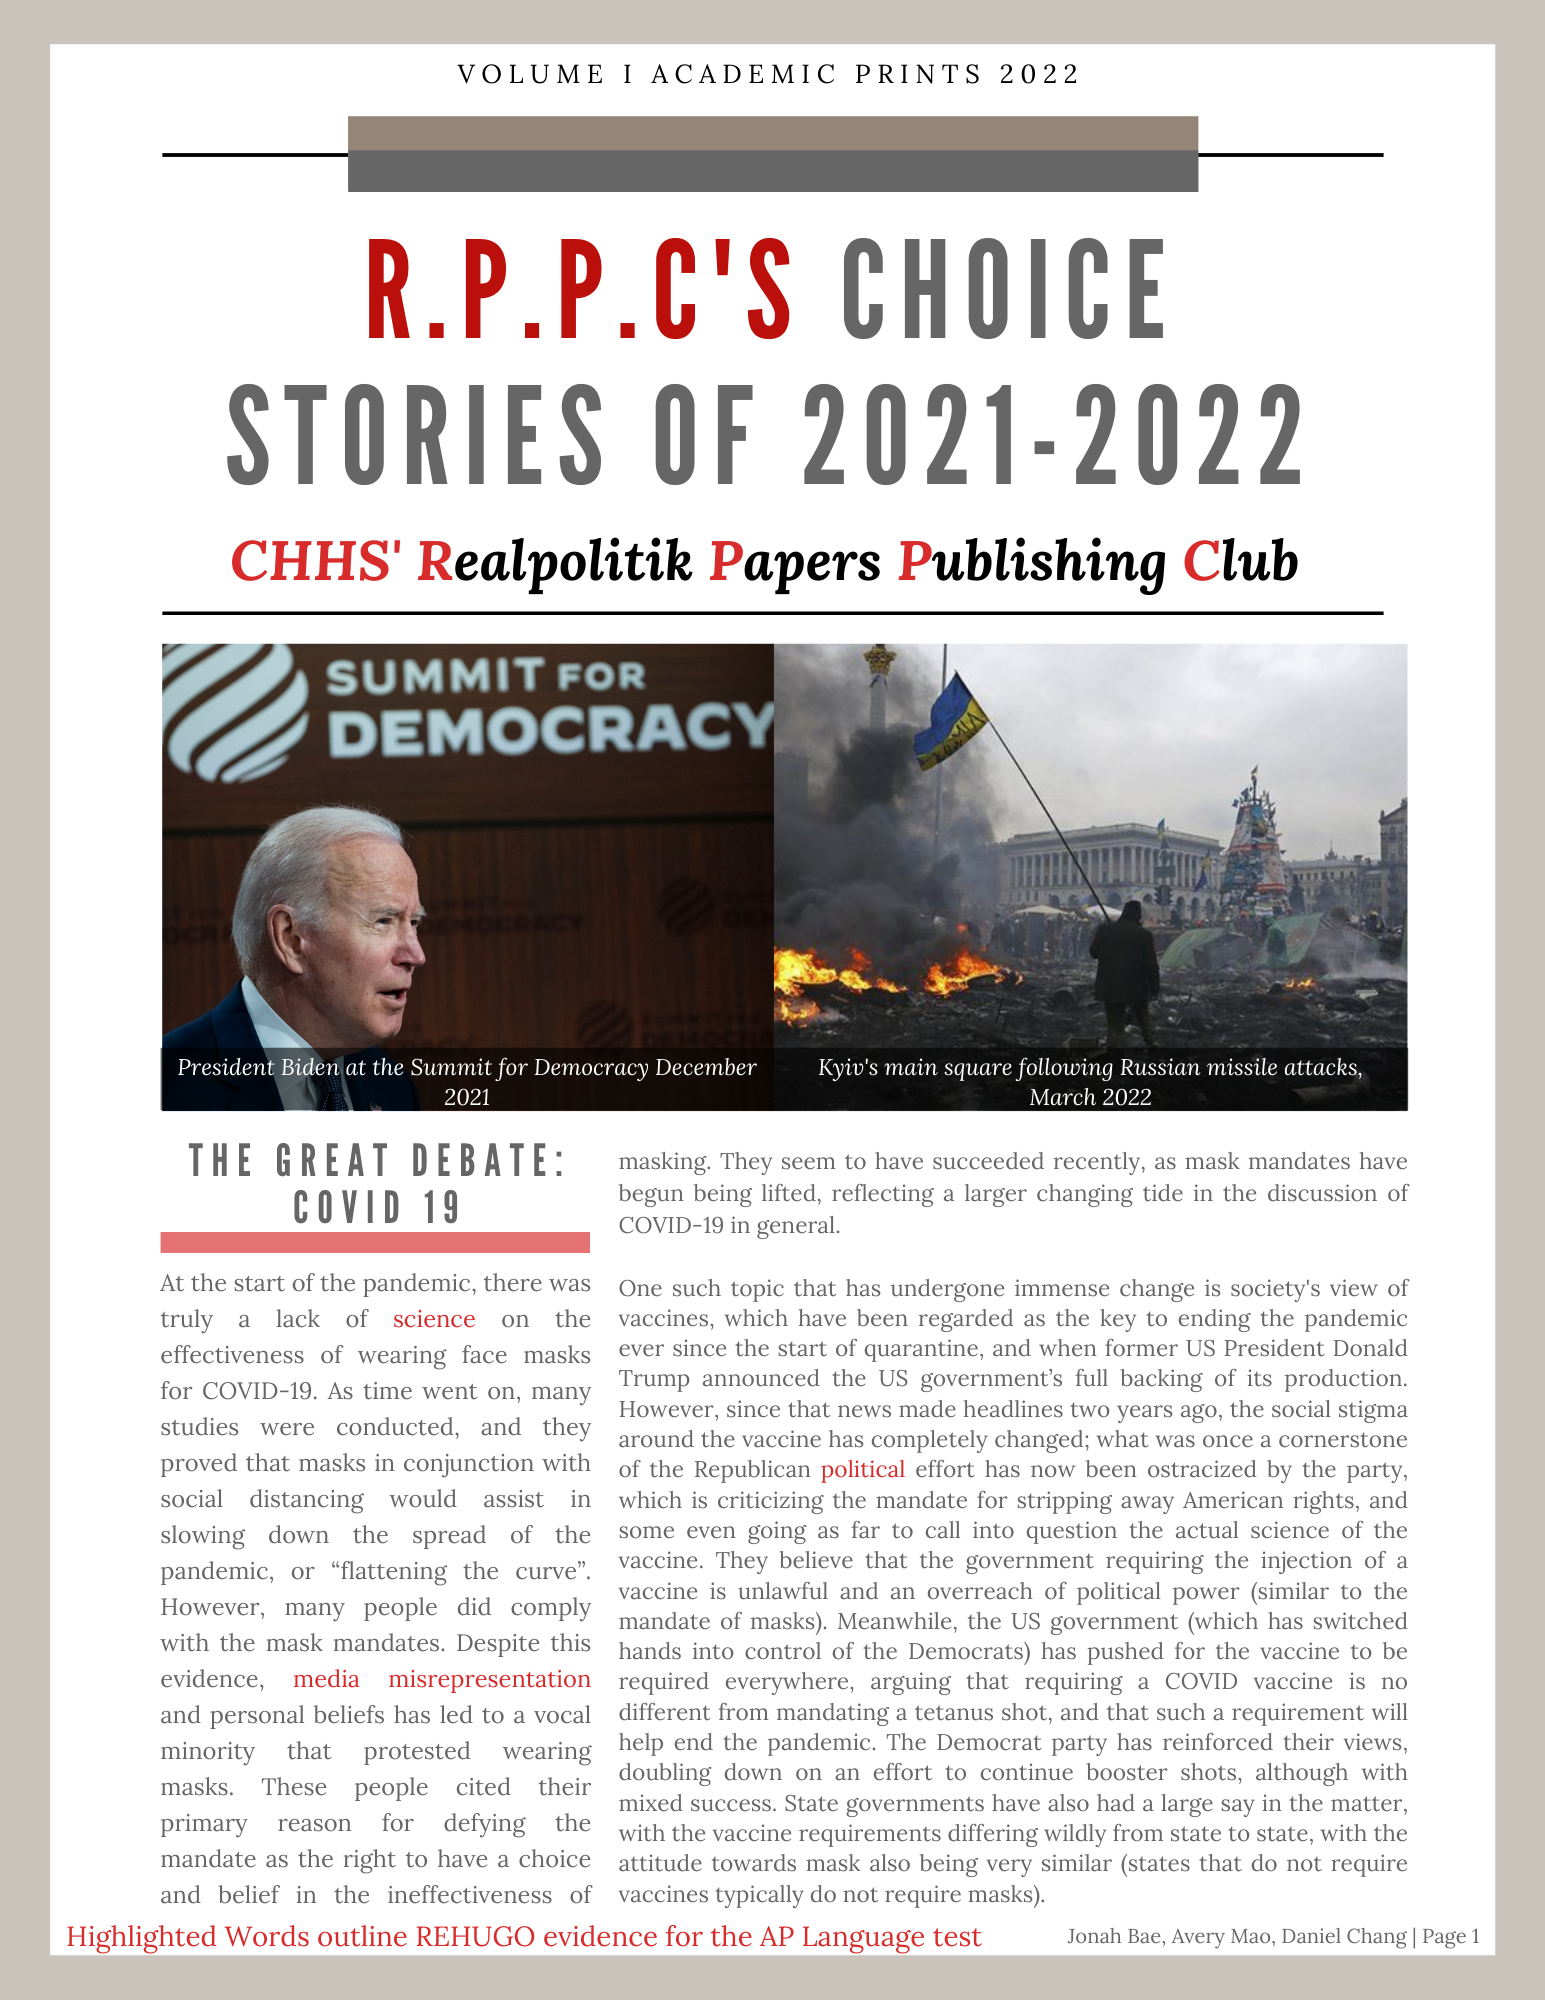 VOLUME I ACADEMIC PRINTS 2022
R.P.P.C'S CHOICE
STORIES OF 2021-2022
CHHS' Realpolitik Papers Publishing Club
SUMMIT FOR
DEMOCRACY
President Biden at the Summit for Democracy December
2021
Kyiv's main square following Russian missile attacks,
March 2022
THE GREAT DEBATE:
COVID 19
At the start of the pandemic, there was
truly a lack of science on the
effectiveness of wearing face masks
for COVID-19. As time went on, many
studies were conducted, and they
proved that masks in conjunction with
social distancing would assist in
slowing down the spread of the
pandemic, or “flattening the curve”.
However, many people did comply
with the mask mandates. Despite this
evidence, media misrepresentation
and personal beliefs has led to a vocal
minority that protested wearing
masks. These people cited their
primary reason for defying the
mandate as the right to have a choice
and belief in the ineffectiveness of
masking. They seem to have succeeded recently, as mask mandates have
begun being lifted, reflecting a larger changing tide in the discussion of
COVID-19 in general.
One such topic that has undergone immense change is society's view of
vaccines, which have been regarded as the key to ending the pandemic
ever since the start of quarantine, and when former US President Donald
Trump announced the US government’s full backing of its production.
However, since that news made headlines two years ago, the social stigma
around the vaccine has completely changed; what was once a cornerstone
of the Republican political effort has now been ostracized by the party,
which is criticizing the mandate for stripping away American rights, and
some even going as far to call into question the actual science of the
vaccine. They believe that the government requiring the injection of a
vaccine is unlawful and an overreach of political power (similar to the
mandate of masks). Meanwhile, the US government (which has switched
hands into control of the Democrats) has pushed for the vaccine to be
required everywhere, arguing that requiring a COVID vaccine is no
different from mandating a tetanus shot, and that such a requirement will
help end the pandemic. The Democrat party has reinforced their views,
doubling down on an effort to continue booster shots, although with
mixed success. State governments have also had a large say in the matter,
with the vaccine requirements differing wildly from state to state, with the
attitude towards mask also being very similar (states that do not require
vaccines typically do not require masks).
Highlighted Words outline REHUGO evidence for the AP Language test
Jonah Bae, Avery Mao, Daniel Chang | Page 1